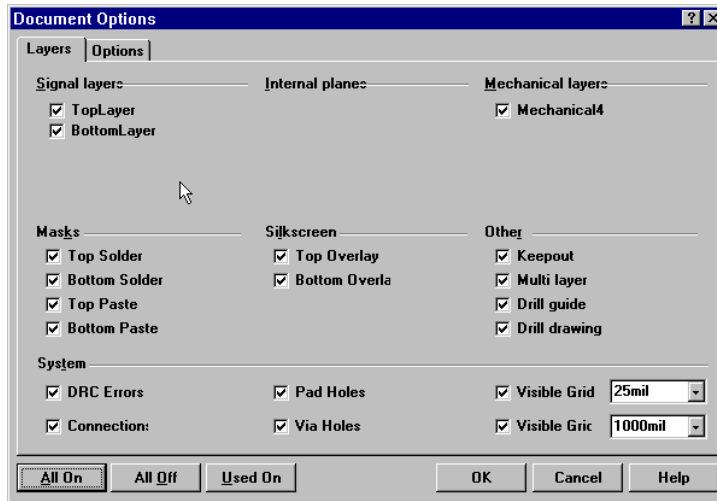 Document Options
Layers Options
Signal layers Internal planes Mechanical layers
TopLayer Mechanical4
BottomLayer
Masks Silkscreen Other
Top Solder Top Overlay Keepout
Bottom Solder Bottom Overla Multi layer
Top Paste Drill guide
Bottom Paste Drill drawing
System
DRC Errors Pad Holes Visible Grid 25mil
Connections Via Holes Visible Gric 1000mil
All On All Off Used On OK Cancel Help